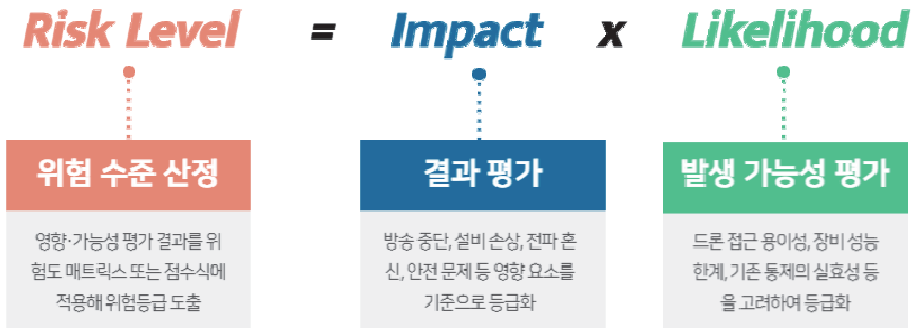 Risk Level = Impact x Likelihood
위험 수준 산정
영향·가능성 평가 결과를 위
험도 매트릭스 또는 점수식에
적용해 위험등급 도출
결과 평가
방송 중단, 설비 손상, 전파 혼
신, 안전 문제 등 영향 요소를
기준으로 등급화
발생 가능성 평가
드론 접근 용이성, 장비 성능
한계, 기존 통제의 실효성 등
을 고려하여 등급화